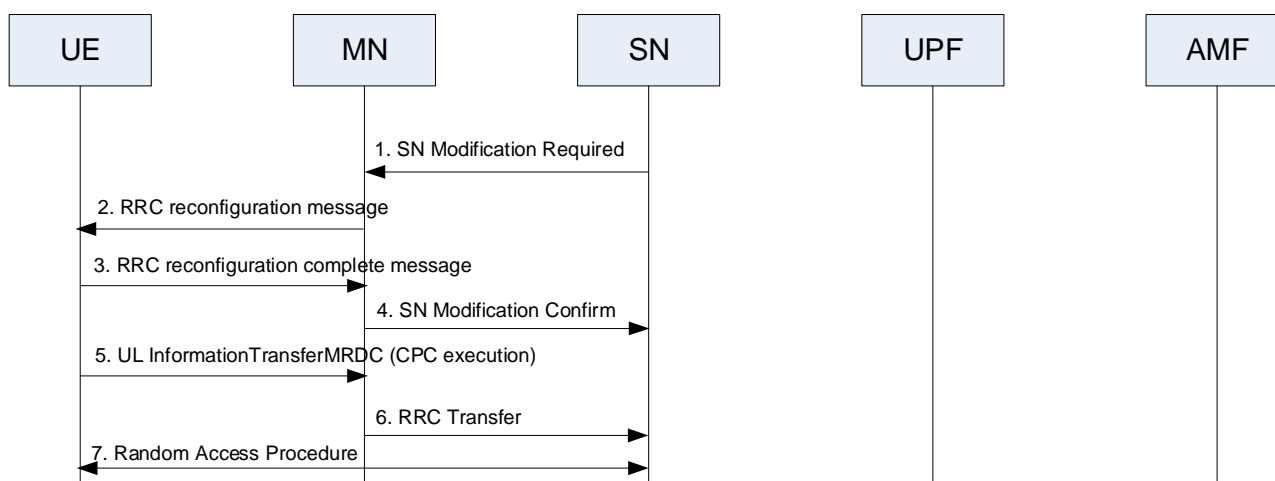 UE
MN
SN
UPF
AMF
1. SN Modification Required
2. RRC reconfiguration message
3. RRC reconfiguration complete message
4. SN Modification Confirm
5. UL InformationTransferMRDC (CPC execution)
6. RRC Transfer
7. Random Access Procedure